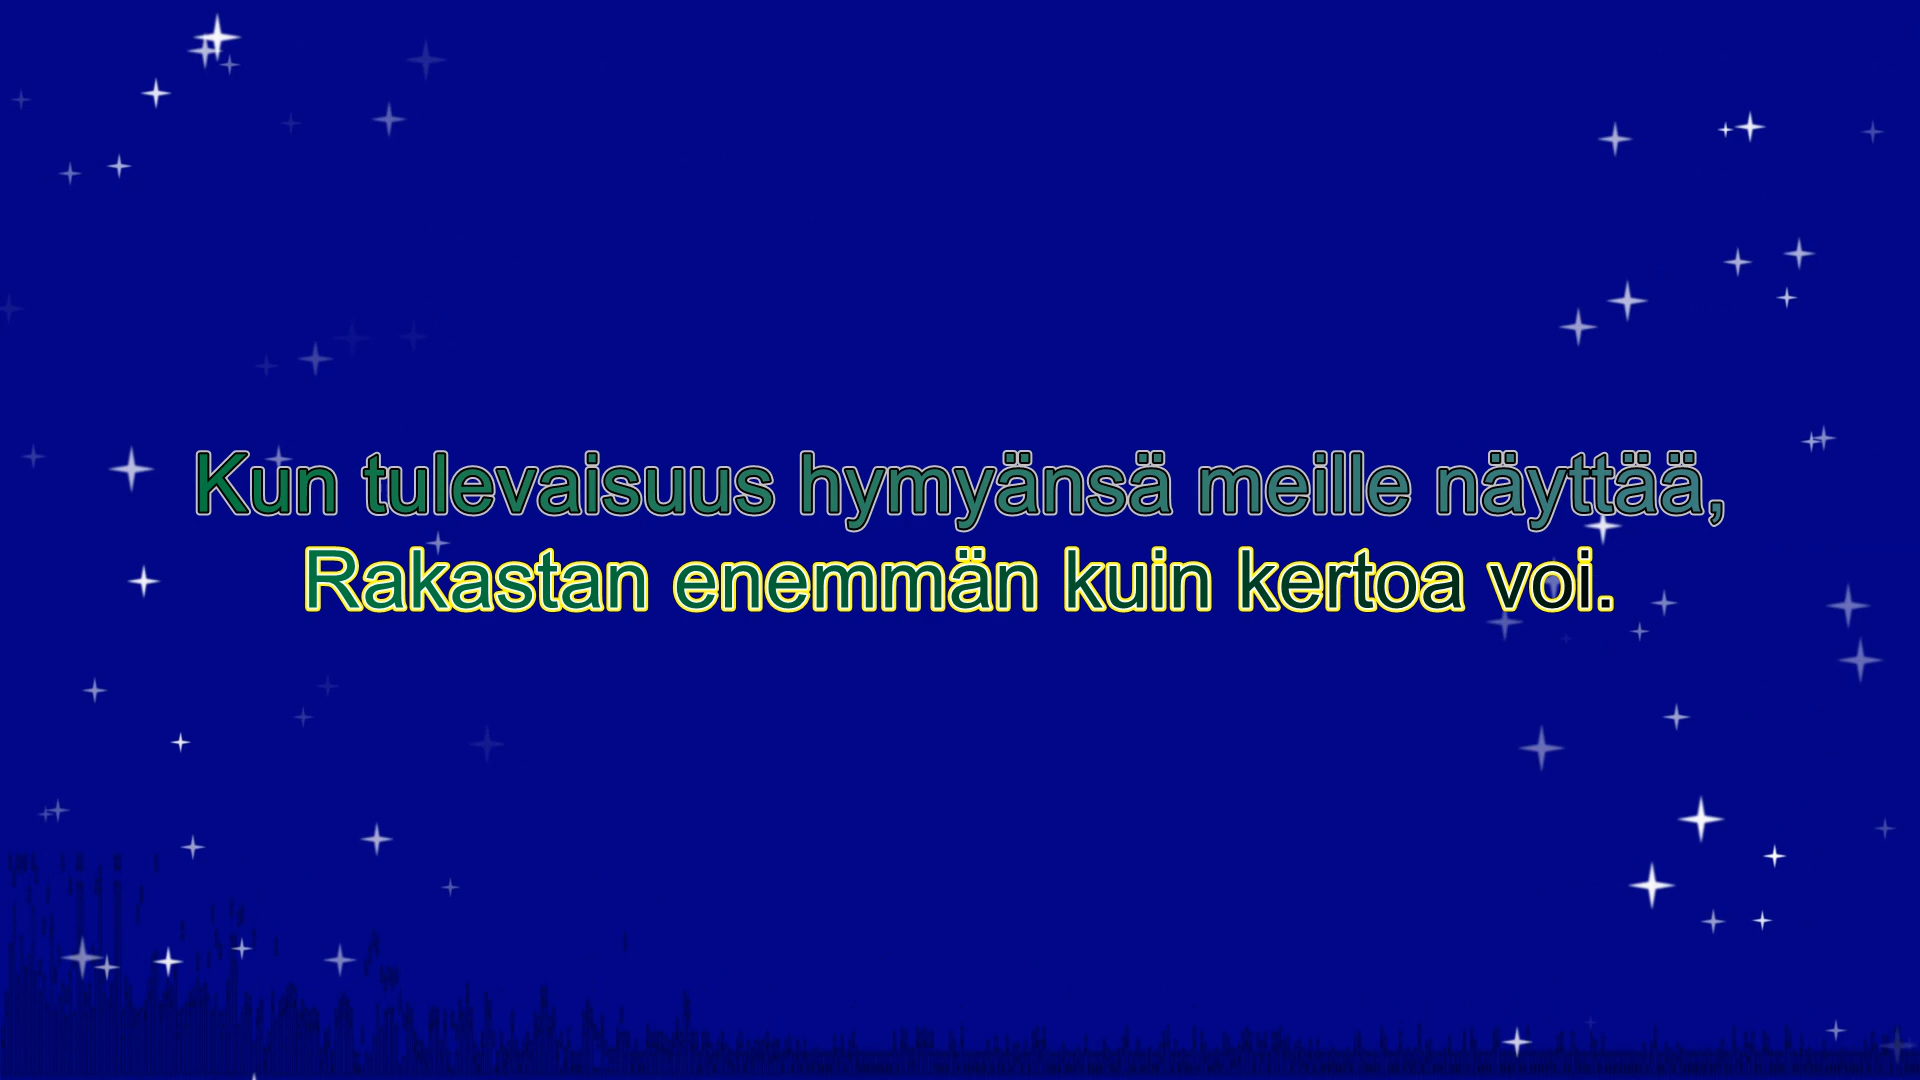 Kun tulevaisuus hymyänsä meille näyttää,
Rakastan enemmän kuin kertoa voi.